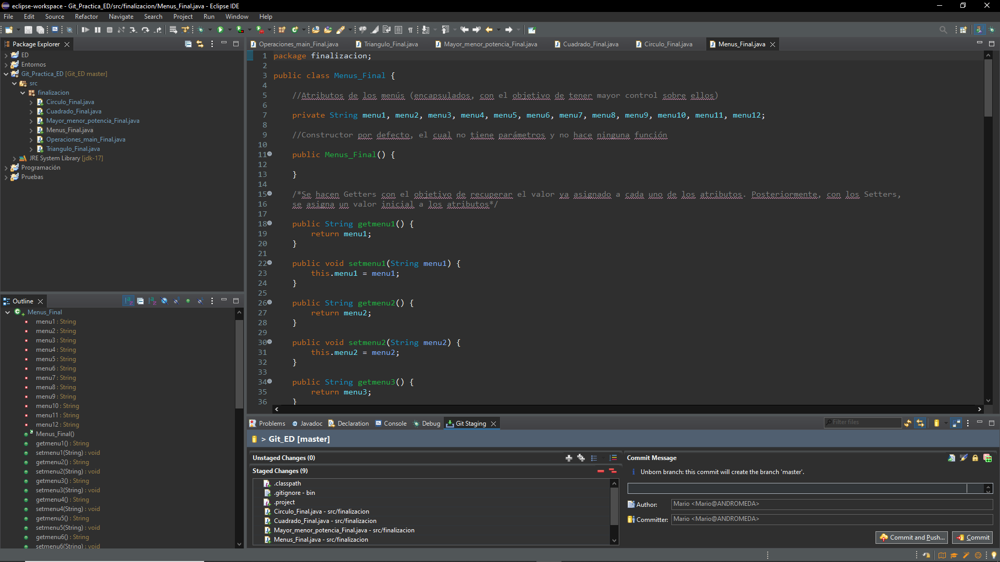 eclipse-workspace - Git_Practica_ED/src/finalizacion/Menus_Final.java - Eclipse IDE
File Edit Source Refactor Navigate Search Project Run Window Help
Package Explorer
ED
Entornos
Git_Practica_ED [Git_ED master]
src
finalizacion
Circulo_Final.java
Cuadrado_Final.java
Mayor_menor_potencia_Final.java
Menus_Final.java
Operaciones_main_Final.java
Triangulo_Final.java
JRE System Library [jdk-17]
Programación
Pruebas
Outline
Menus_Final
menu1 : String
menu2 : String
menu3 : String
menu4 : String
menu5 : String
menu6 : String
menu7 : String
menu8 : String
menu9 : String
menu10 : String
menu11 : String
menu12 : String
Menus_Final()
getmenu1() : String
setmenu1(String) : void
getmenu2() : String
setmenu2(String) : void
getmenu3() : String
setmenu3(String) : void
getmenu4() : String
setmenu4(String) : void
getmenu5() : String
setmenu5(String) : void
getmenu6() : String
setmenu6(String) : void
Operaciones_main_Final.java Triangulo_Final.java Mayor_menor_potencia_Final.java Cuadrado_Final.java Circulo_Final.java Menus_Final.java
1 package finalizacion;
2
3 public class Menus_Final {
4
5 //Atributos de los menús (encapsulados, con el objetivo de tener mayor control sobre ellos)
6
7 private String menu1, menu2, menu3, menu4, menu5, menu6, menu7, menu8, menu9, menu10, menu11, menu12;
8
9 //Constructor por defecto, el cual no tiene parámetros y no hace ninguna función
10
11 public Menus_Final() {
12
13 }
14
15 /*Se hacen Getters con el objetivo de recuperar el valor ya asignado a cada uno de los atributos. Posteriormente, con los Setters,
16 se asigna un valor inicial a los atributos*/
17
18 public String getmenu1() {
19 return menu1;
20 }
21
22 public void setmenu1(String menu1) {
23 this.menu1 = menu1;
24 }
25
26 public String getmenu2() {
27 return menu2;
28 }
29
30 public void setmenu2(String menu2) {
31 this.menu2 = menu2;
32 }
33
34 public String getmenu3() {
35 return menu3;
36 }
Problems Javadoc Declaration Console Debug Git Staging
Filter files
> Git_ED [master]
Unstaged Changes (0)
Staged Changes (9)
.classpath
.gitignore - bin
.project
Circulo_Final.java - src/finalizacion
Cuadrado_Final.java - src/finalizacion
Mayor_menor_potencia_Final.java - src/finalizacion
Menus_Final.java - src/finalizacion
Commit Message
Unborn branch: this commit will create the branch 'master'.
Author: Mario <Mario@ANDROMEDA>
Committer: Mario <Mario@ANDROMEDA>
Commit and Push... Commit